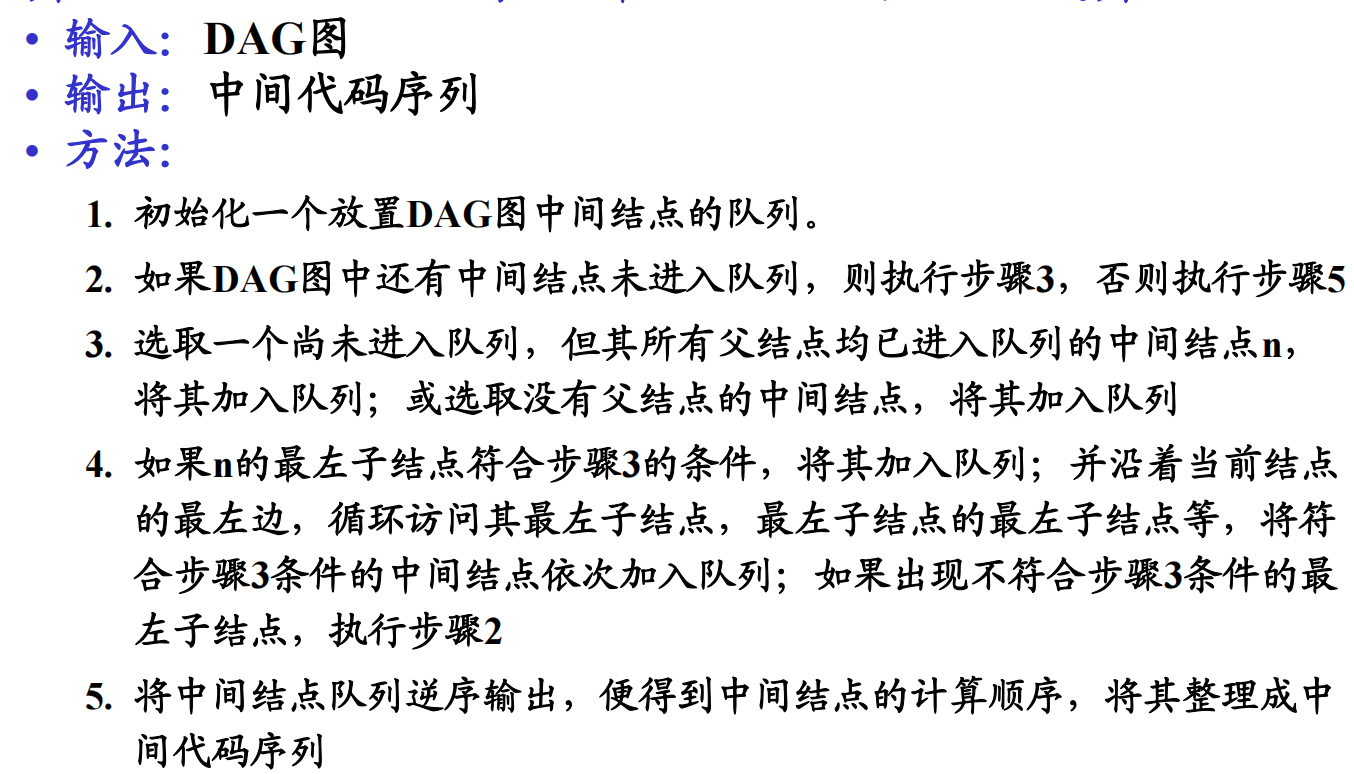 • 输入：DAG图
• 输出：中间代码序列
• 方法：
1. 初始化一个放置DAG图中间结点的队列。
2. 如果DAG图中还有中间结点未进入队列，则执行步骤3，否则执行步骤5
3. 选取一个尚未进入队列，但其所有父结点均已进入队列的中间结点n，
将其加入队列；或选取没有父结点的中间结点，将其加入队列
4. 如果n的最左子结点符合步骤3的条件，将其加入队列；并沿着当前结点
的最左边，循环访问其最左子结点，最左子结点的最左子结点等，将符
合步骤3条件的中间结点依次加入队列；如果出现不符合步骤3条件的最
左子结点，执行步骤2
5. 将中间结点队列逆序输出，便得到中间结点的计算顺序，将其整理成中
间代码序列